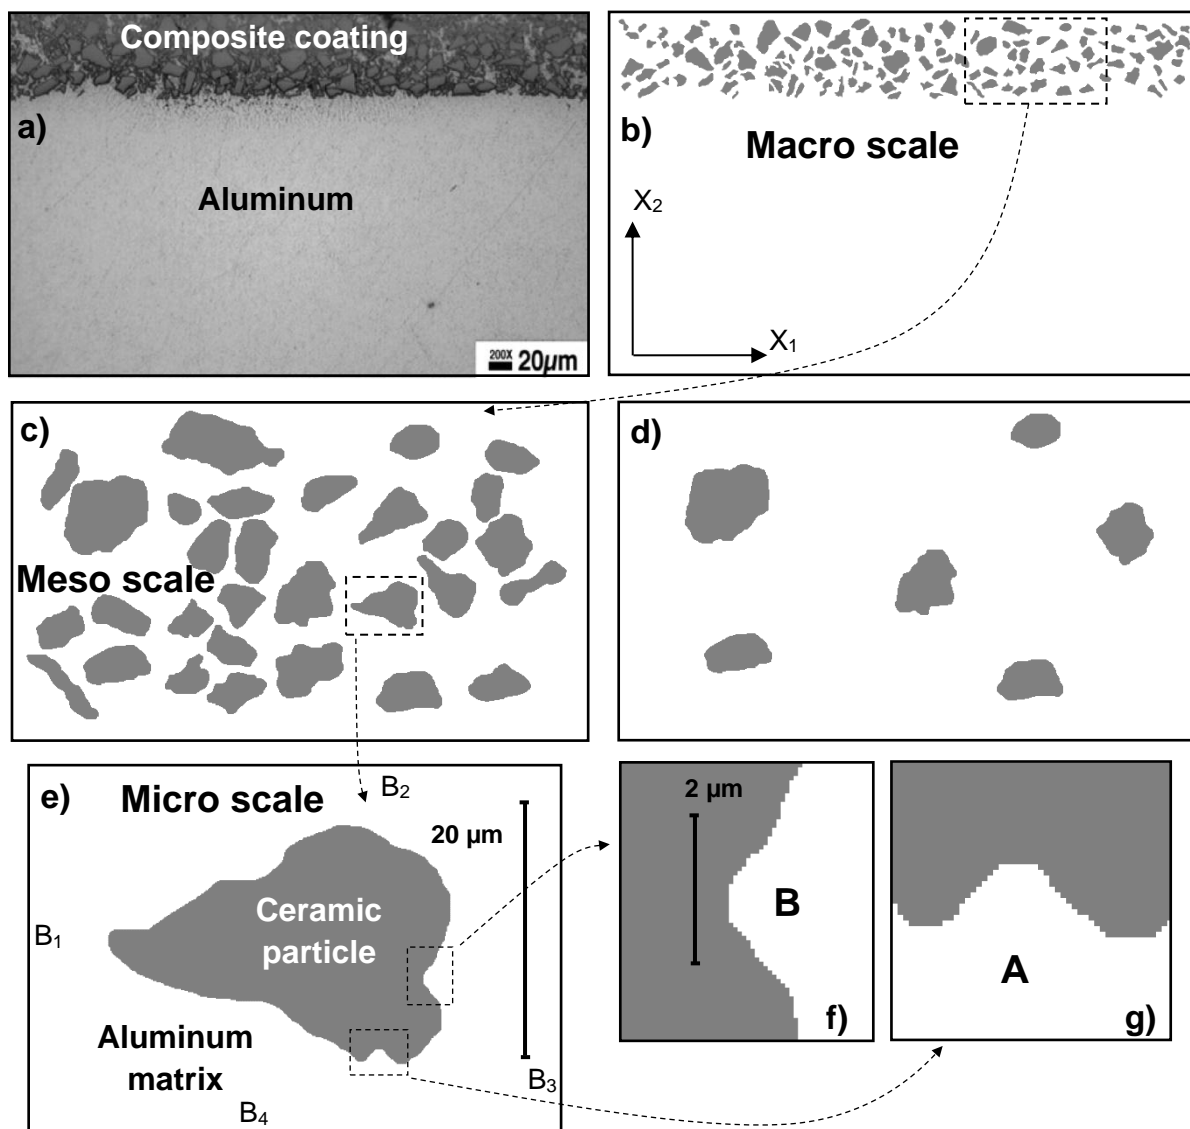 Composite coating
a)
Aluminum
200X
20µm
b)
Macro scale
X₂
X₁
c)
Meso scale
d)
e)
Micro scale
B₂
20 µm
Ceramic
particle
B₁
Aluminum
matrix
B₃
B₄
2 µm
B
f)
A
g)